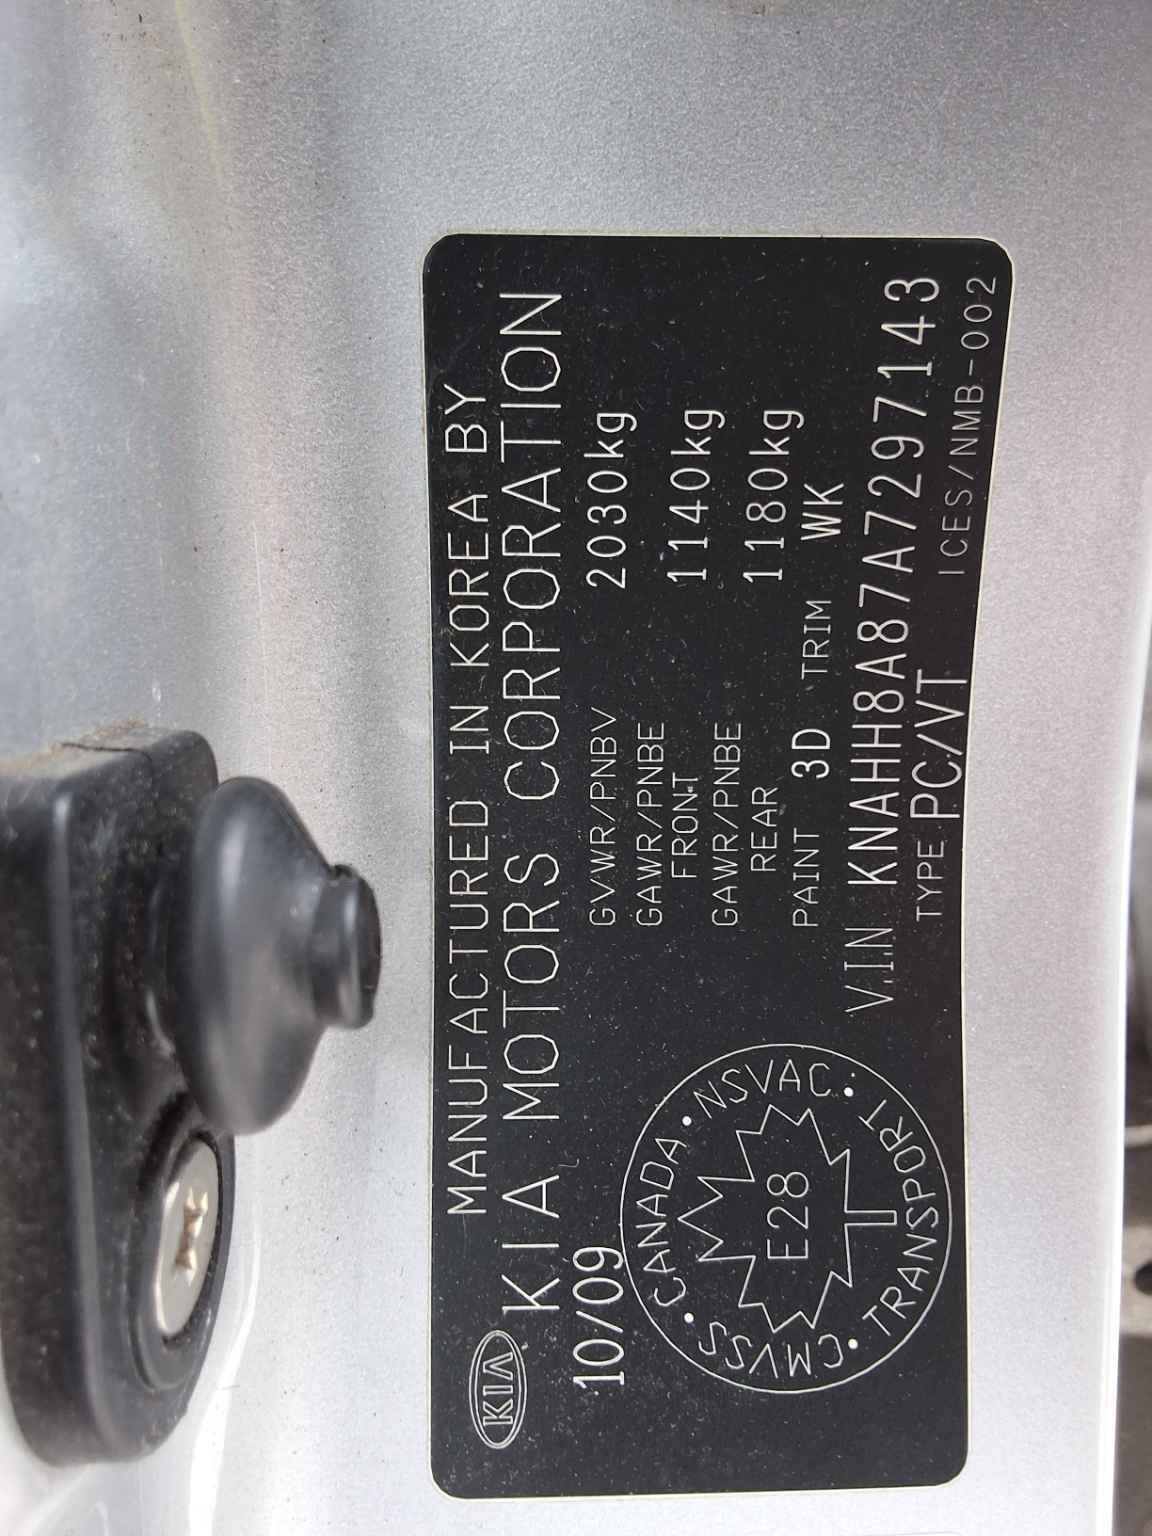 MANUFACTURED IN KOREA BY
KIA KIA MOTORS CORPORATION
10/09
GVWR/PNBV 2030kg
GAWR/PNBE 1140kg
FRONT
GAWR/PNBE 1180kg
REAR
PAINT 3D TRIM WK
V.I.N KNAHH8A87A7297143
TYPE PC/VT
ICES/NMB-002
CANADA • NSVAC •
E28
CMVSS • TRANSPORT